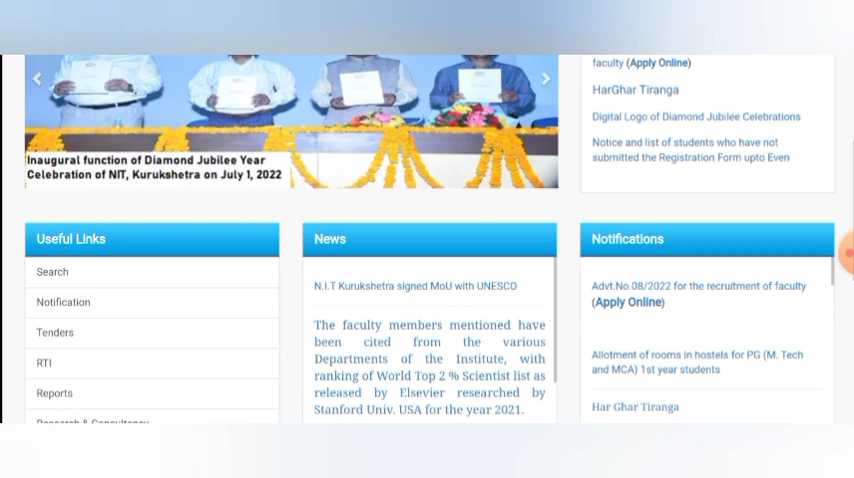 faculty (Apply Online)
HarGhar Tiranga
Digital Logo of Diamond Jubilee Celebrations
Notice and list of students who have not
submitted the Registration Form upto Even
Inaugural function of Diamond Jubilee Year
Celebration of NIT, Kurukshetra on July 1, 2022
Useful Links
Search
Notification
Tenders
RTI
Reports
Research & Consultancy
News
N.I.T Kurukshetra signed MoU with UNESCO
The faculty members mentioned have
been cited from the various
Departments of the Institute, with
ranking of World Top 2 % Scientist list as
released by Elsevier researched by
Stanford Univ. USA for the year 2021.
Notifications
Advt.No.08/2022 for the recruitment of faculty
(Apply Online)
Allotment of rooms in hostels for PG (M. Tech
and MCA) 1st year students
Har Ghar Tiranga